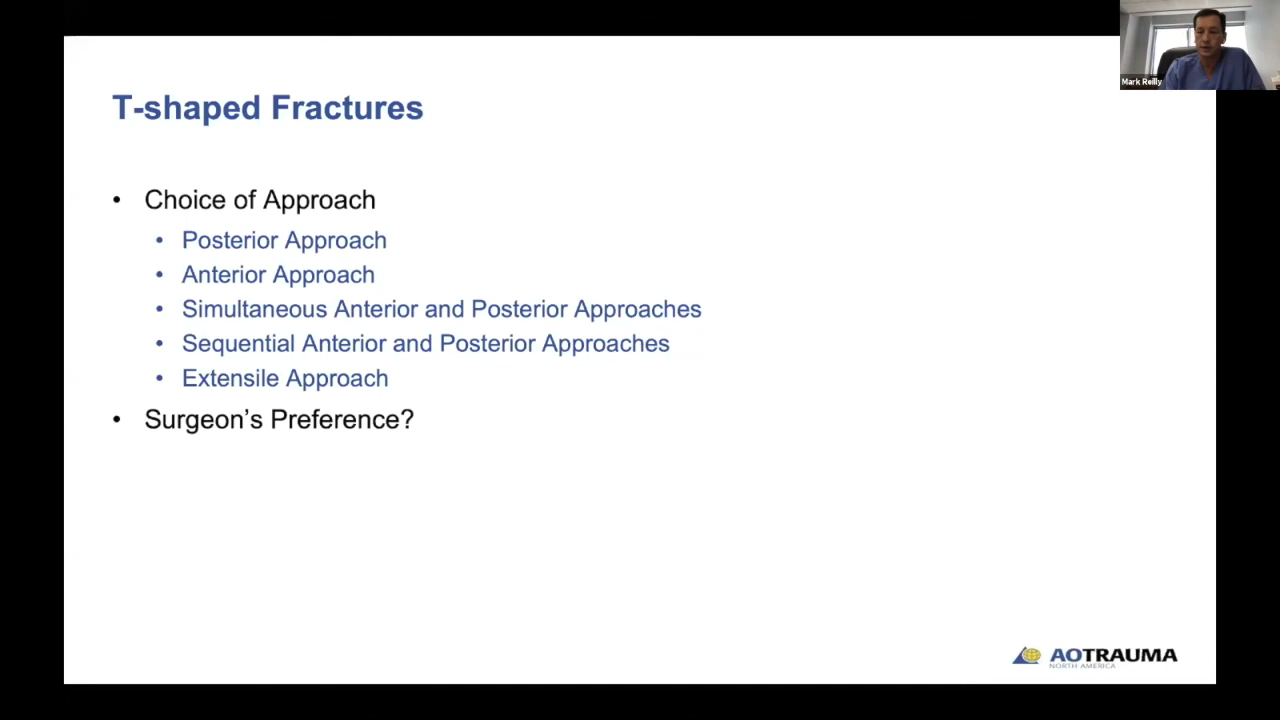 Mark Reilly
T-shaped Fractures
• Choice of Approach
• Posterior Approach
• Anterior Approach
• Simultaneous Anterior and Posterior Approaches
• Sequential Anterior and Posterior Approaches
• Extensile Approach
• Surgeon’s Preference?
AOTRAUMA
NORTH AMERICA